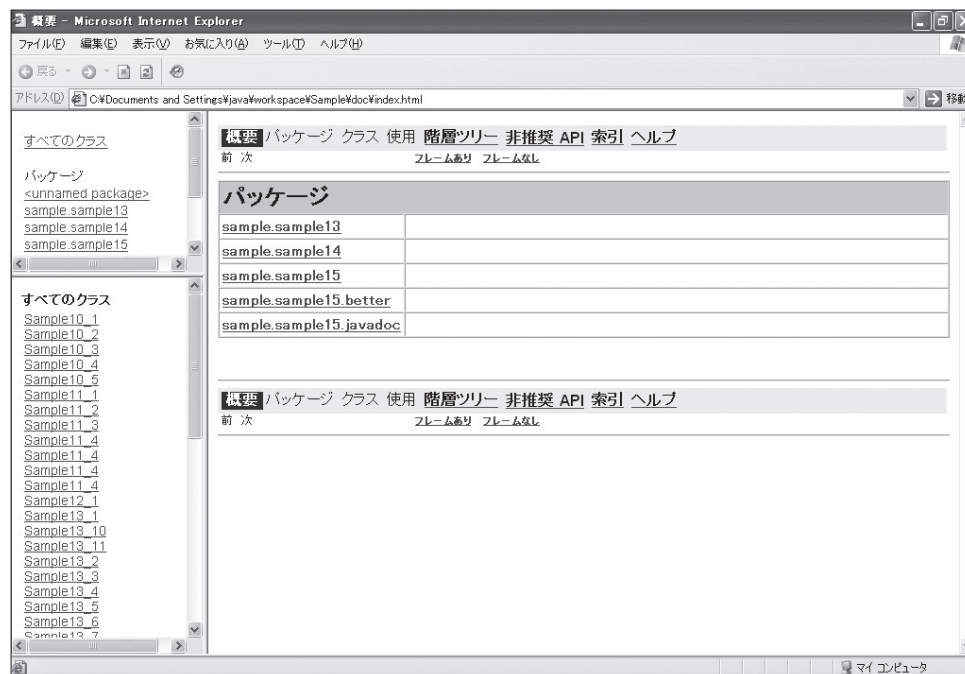 概要 - Microsoft Internet Explorer
ファイル(F) 編集(E) 表示(V) お気に入り(A) ツール(T) ヘルプ(H)
戻る
アドレス(D) C:¥Documents and Settings¥java¥workspace¥Sample¥doc¥index.html 移動
すべてのクラス
パッケージ
<unnamed package>
sample.sample13
sample.sample14
sample.sample15
すべてのクラス
Sample10_1
Sample10_2
Sample10_3
Sample10_4
Sample10_5
Sample11_1
Sample11_2
Sample11_3
Sample11_4
Sample11_4
Sample11_4
Sample11_4
Sample12_1
Sample13_1
Sample13_10
Sample13_11
Sample13_2
Sample13_3
Sample13_4
Sample13_5
Sample13_6
Sample13_7
概要 パッケージ クラス 使用 階層ツリー 非推奨 API 索引 ヘルプ
前 次 フレームあり フレームなし
パッケージ
sample.sample13
sample.sample14
sample.sample15
sample.sample15.better
sample.sample15.javadoc
概要 パッケージ クラス 使用 階層ツリー 非推奨 API 索引 ヘルプ
前 次 フレームあり フレームなし
マイ コンピュータ